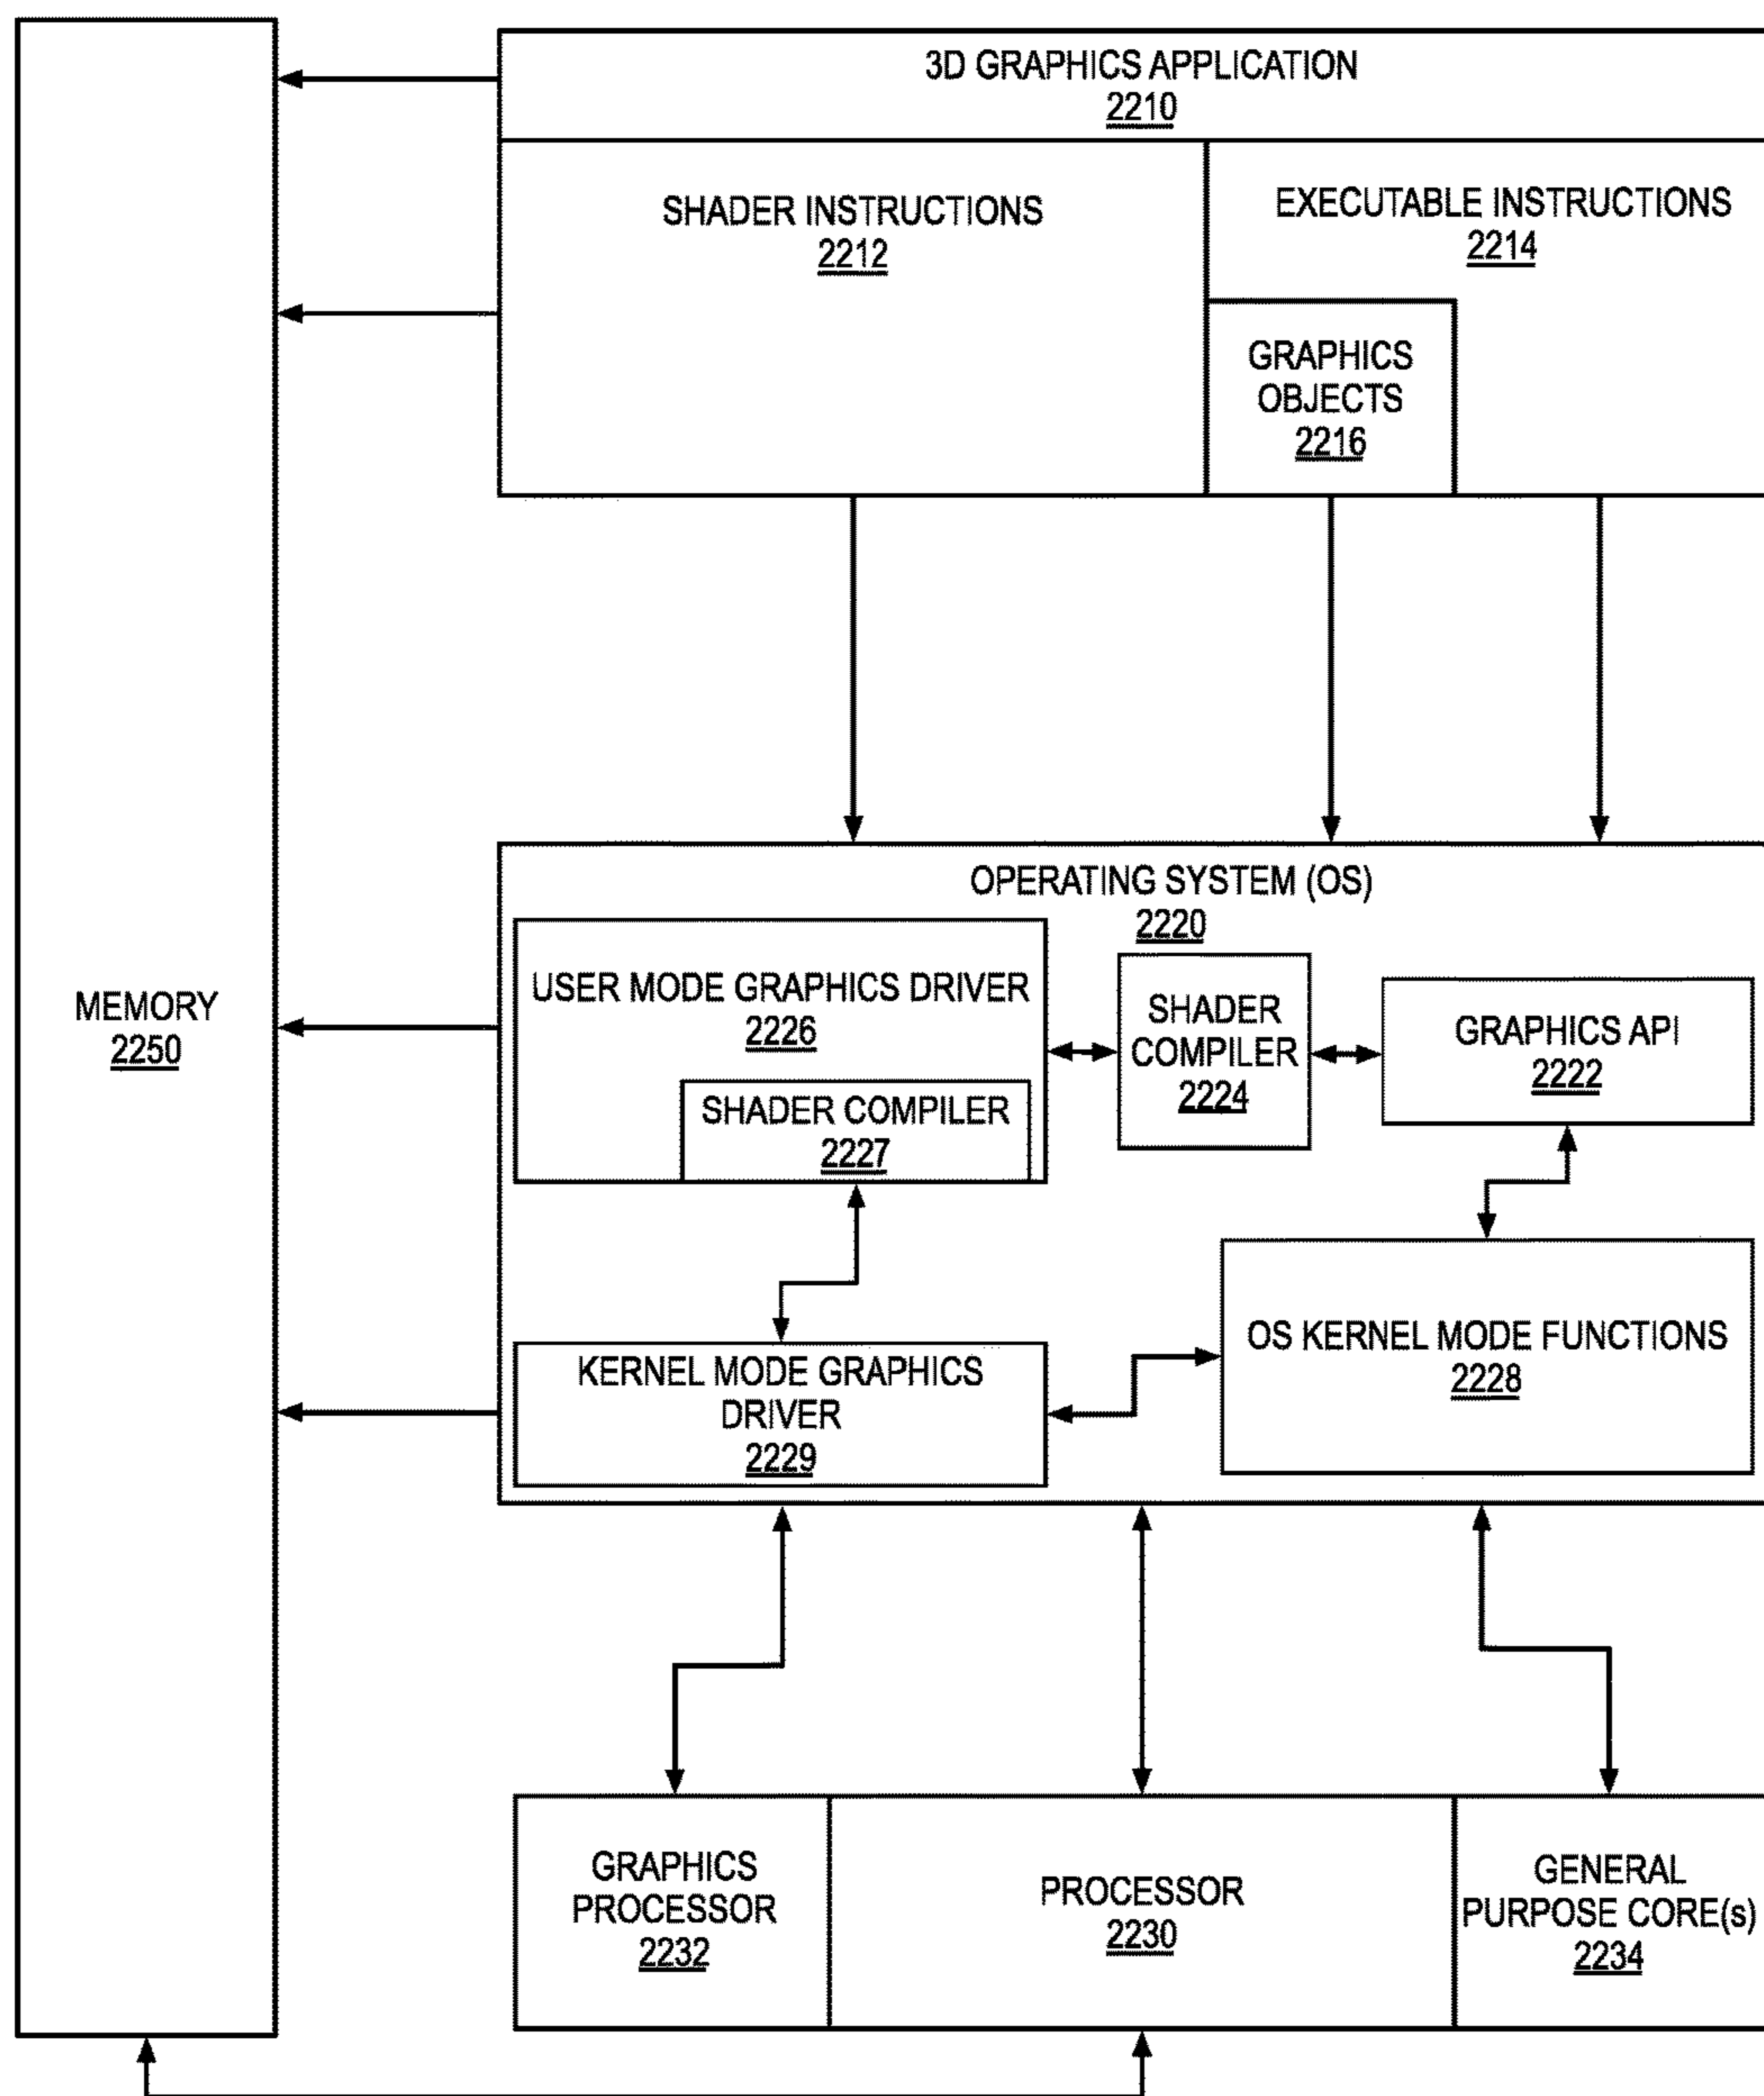 3D GRAPHICS APPLICATION
2210
SHADER INSTRUCTIONS
2212
EXECUTABLE INSTRUCTIONS
2214
GRAPHICS
OBJECTS
2216
MEMORY
2250
OPERATING SYSTEM (OS)
2220
USER MODE GRAPHICS DRIVER
2226
SHADER COMPILER
2227
SHADER
COMPILER
2224
GRAPHICS API
2222
KERNEL MODE GRAPHICS
DRIVER
2229
OS KERNEL MODE FUNCTIONS
2228
GRAPHICS
PROCESSOR
2232
PROCESSOR
2230
GENERAL
PURPOSE CORE(s)
2234